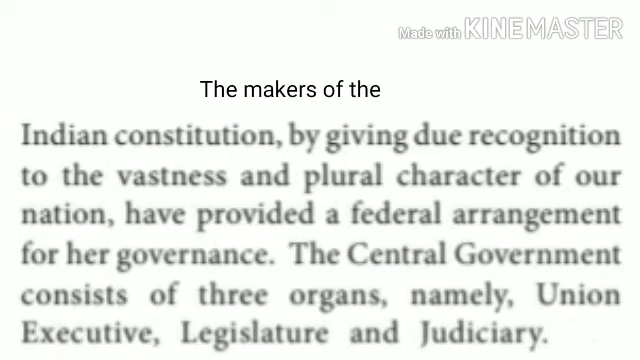 Made with KINEMASTER
The makers of the
Indian constitution, by giving due recognition
to the vastness and plural character of our
nation, have provided a federal arrangement
for her governance. The Central Government
consists of three organs, namely, Union
Executive, Legislature and Judiciary.